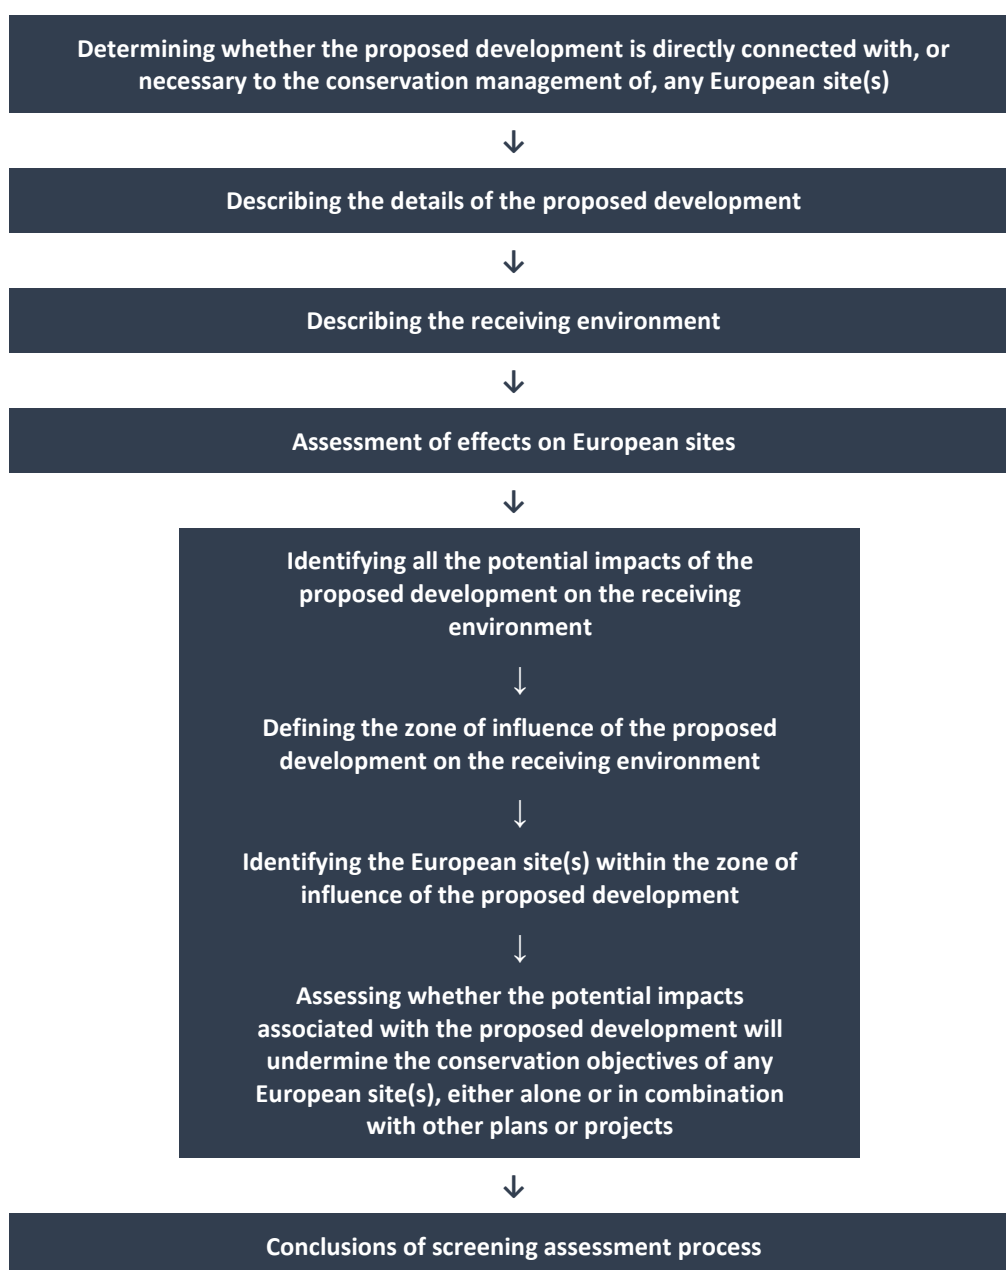 Determining whether the proposed development is directly connected with, or
necessary to the conservation management of, any European site(s)
↓
Describing the details of the proposed development
↓
Describing the receiving environment
↓
Assessment of effects on European sites
↓
Identifying all the potential impacts of the
proposed development on the receiving
environment
↓
Defining the zone of influence of the proposed
development on the receiving environment
↓
Identifying the European site(s) within the zone of
influence of the proposed development
↓
Assessing whether the potential impacts
associated with the proposed development will
undermine the conservation objectives of any
European site(s), either alone or in combination
with other plans or projects
↓
Conclusions of screening assessment process